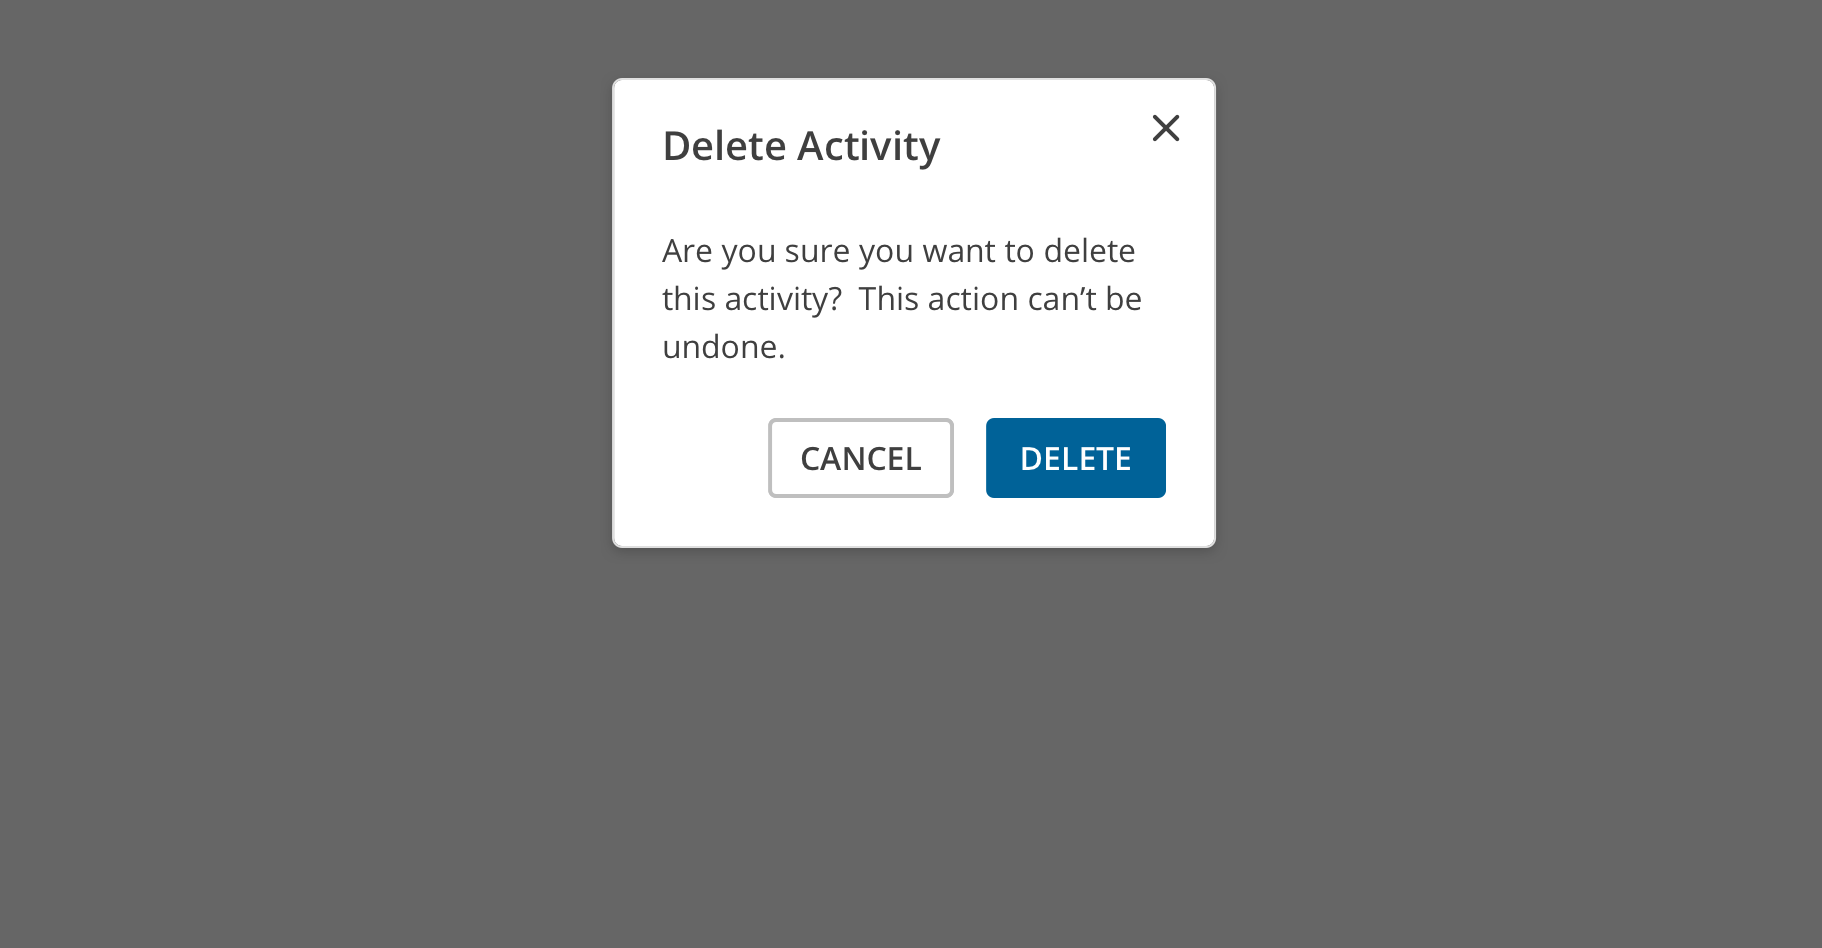 Delete Activity
Are you sure you want to delete
this activity?  This action can’t be
undone.
CANCEL
DELETE